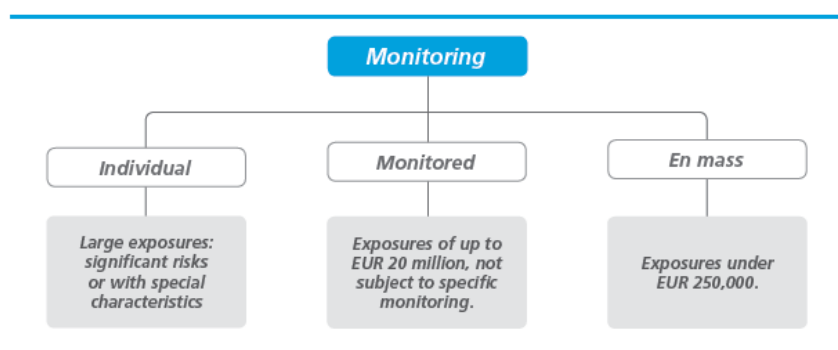 Monitoring
Individual
Monitored
En mass
Large exposures:
significant risks
or with special
characteristics
Exposures of up to
EUR 20 million, not
subject to specific
monitoring.
Exposures under
EUR 250,000.